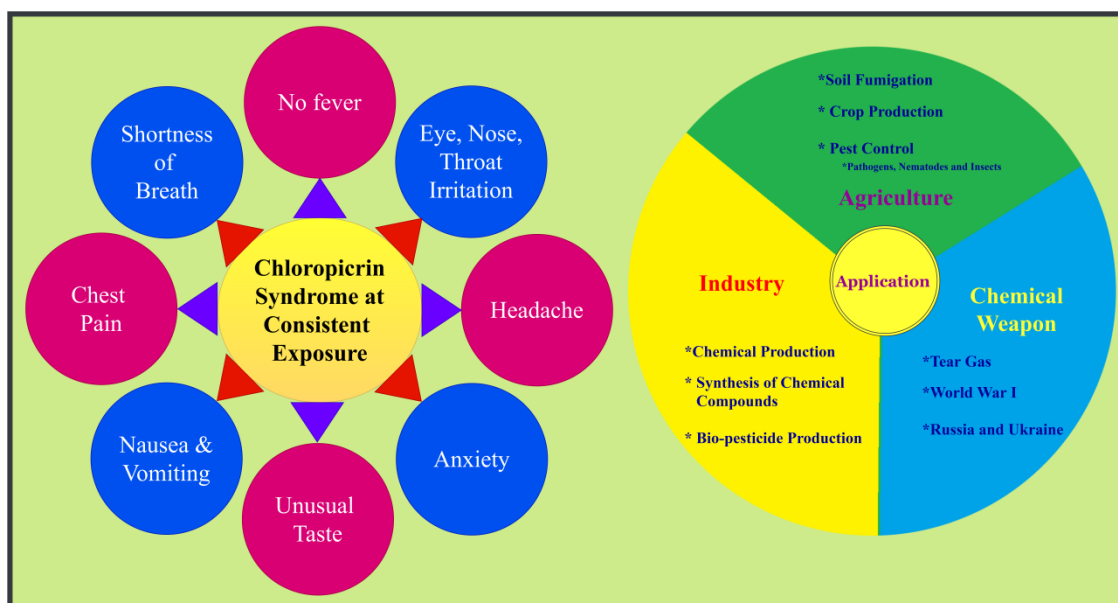 No fever
Eye, Nose,
Throat
Irritation
Headache
Anxiety
Unusual
Taste
Nausea &
Vomiting
Chest
Pain
Shortness
of
Breath
Chloropicrin
Syndrome at
Consistent
Exposure
*Soil Fumigation
* Crop Production
* Pest Control
*Pathogens, Nematodes and Insects
Agriculture
Application
Industry
*Chemical Production
* Synthesis of Chemical
Compounds
* Bio-pesticide Production
Chemical
Weapon
*Tear Gas
*World War I
*Russia and Ukraine